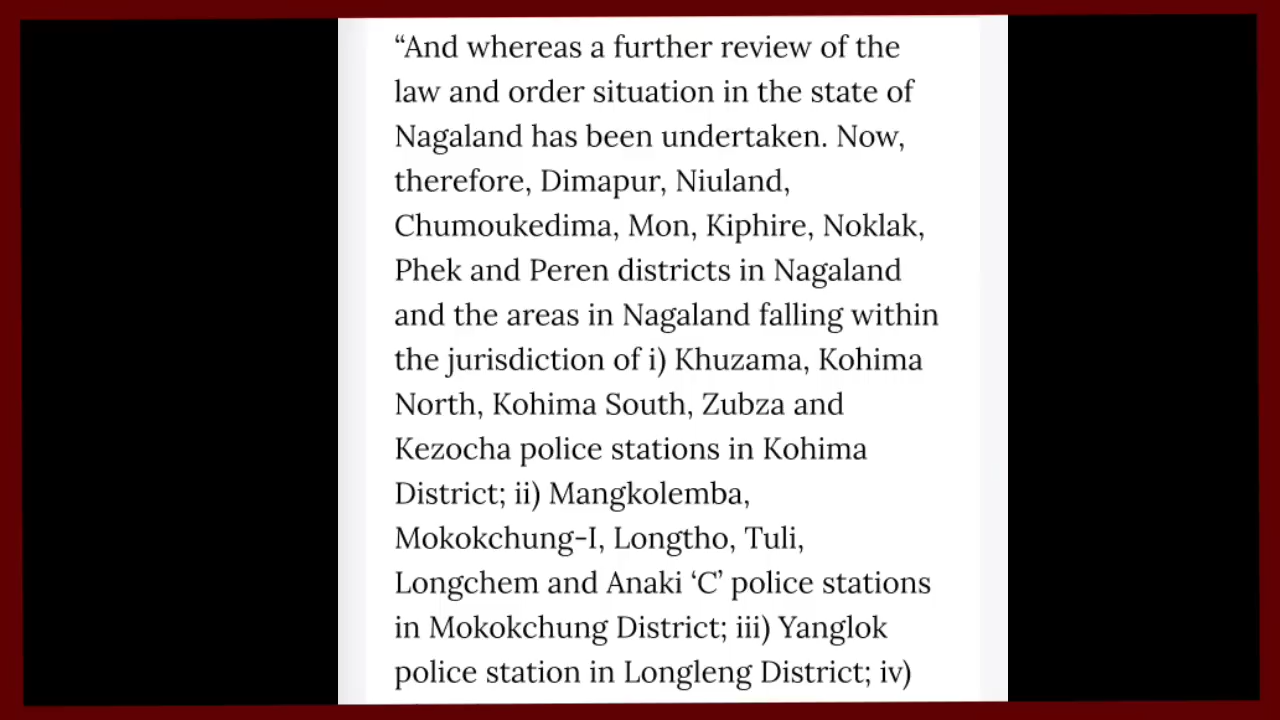 “And whereas a further review of the
law and order situation in the state of
Nagaland has been undertaken. Now,
therefore, Dimapur, Niuland,
Chumoukedima, Mon, Kiphire, Noklak,
Phek and Peren districts in Nagaland
and the areas in Nagaland falling within
the jurisdiction of i) Khuzama, Kohima
North, Kohima South, Zubza and
Kezocha police stations in Kohima
District; ii) Mangkolemba,
Mokokchung-I, Longtho, Tuli,
Longchem and Anaki ‘C’ police stations
in Mokokchung District; iii) Yanglok
police station in Longleng District; iv)